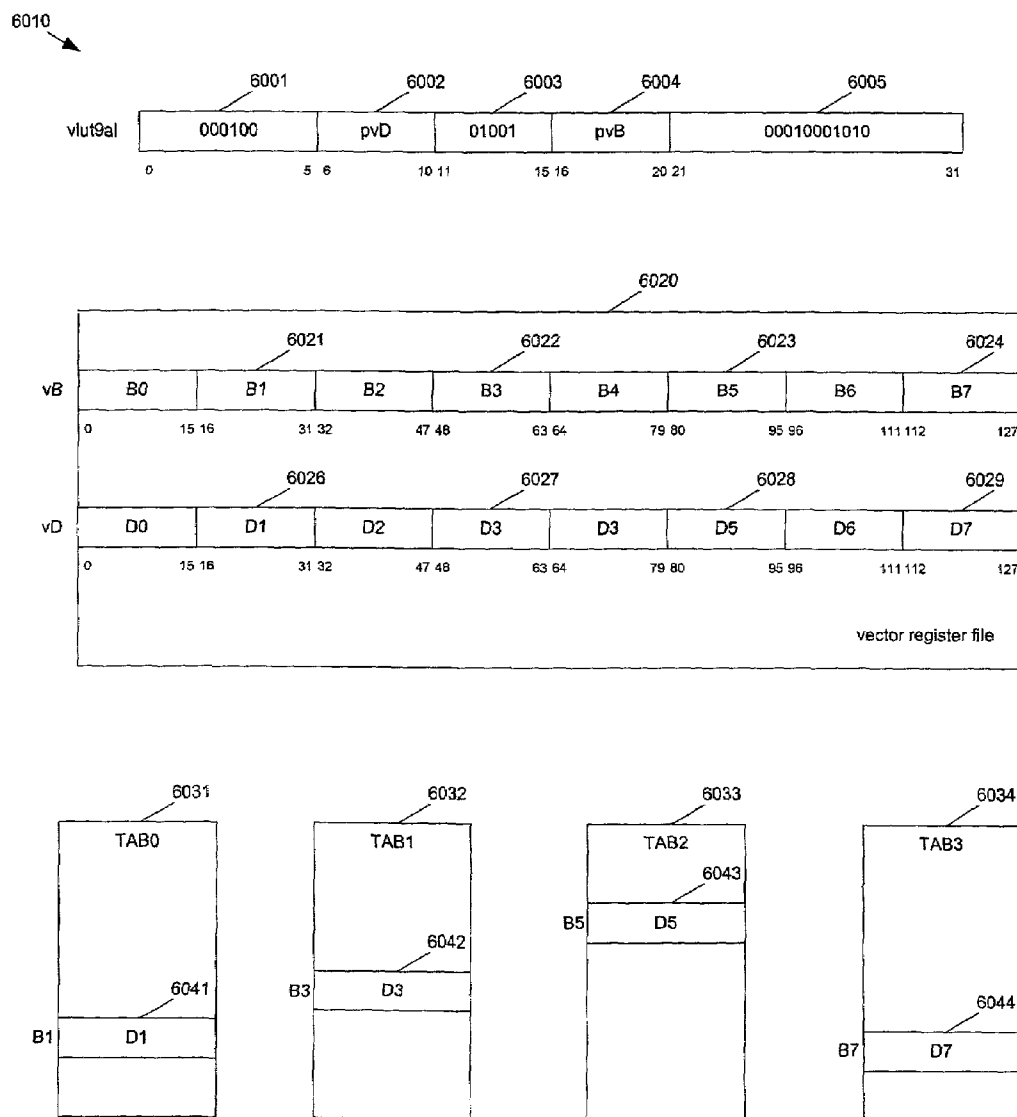 6010
6001 6002 6003 6004 6005
vlut9al 000100 pvD 01001 pvB 00010001010
0 5 6 10 11 15 16 20 21 31
6020
6021 6022 6023 6024
vB B0 B1 B2 B3 B4 B5 B6 B7
0 15 16 31 32 47 48 63 64 79 80 95 96 111 112 127
6026 6027 6028 6029
vD D0 D1 D2 D3 D3 D5 D6 D7
0 15 16 31 32 47 48 63 64 79 80 95 96 111 112 127
vector register file
6031 6032 6033 6034
TAB0 TAB1 TAB2 TAB3
6043
B5 D5
6042
B3 D3
6041 6044
B1 D1 B7 D7